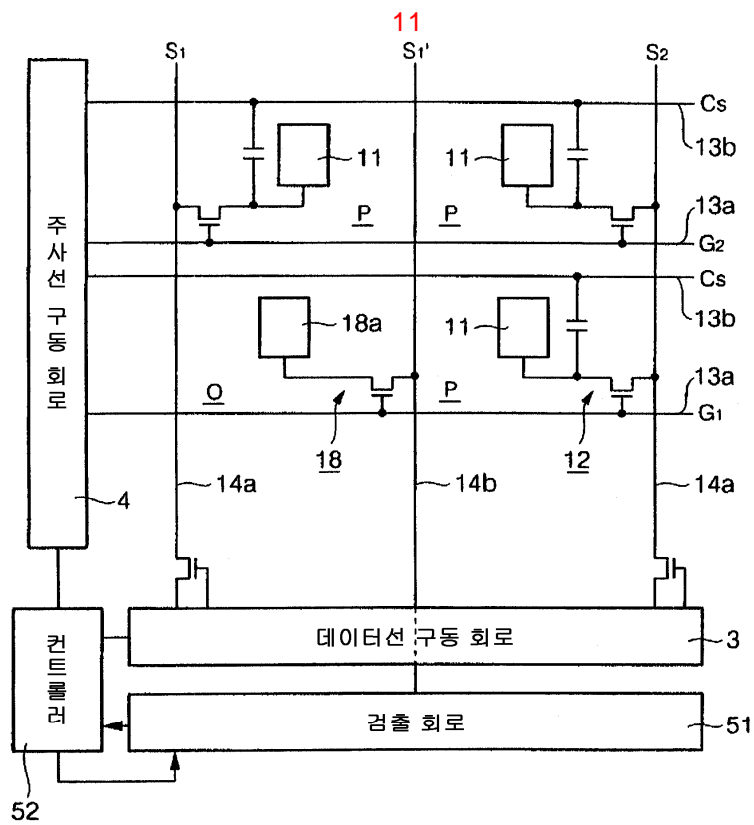 11
S1
S1'
S2
Cs
13b
11
11
13a
P
P
G2
주사선 구동 회로
Cs
13b
18a
11
13a
O
P
G1
18
12
14a
14b
14a
4
컨트롤러
데이터선 구동 회로
3
검출 회로
51
52